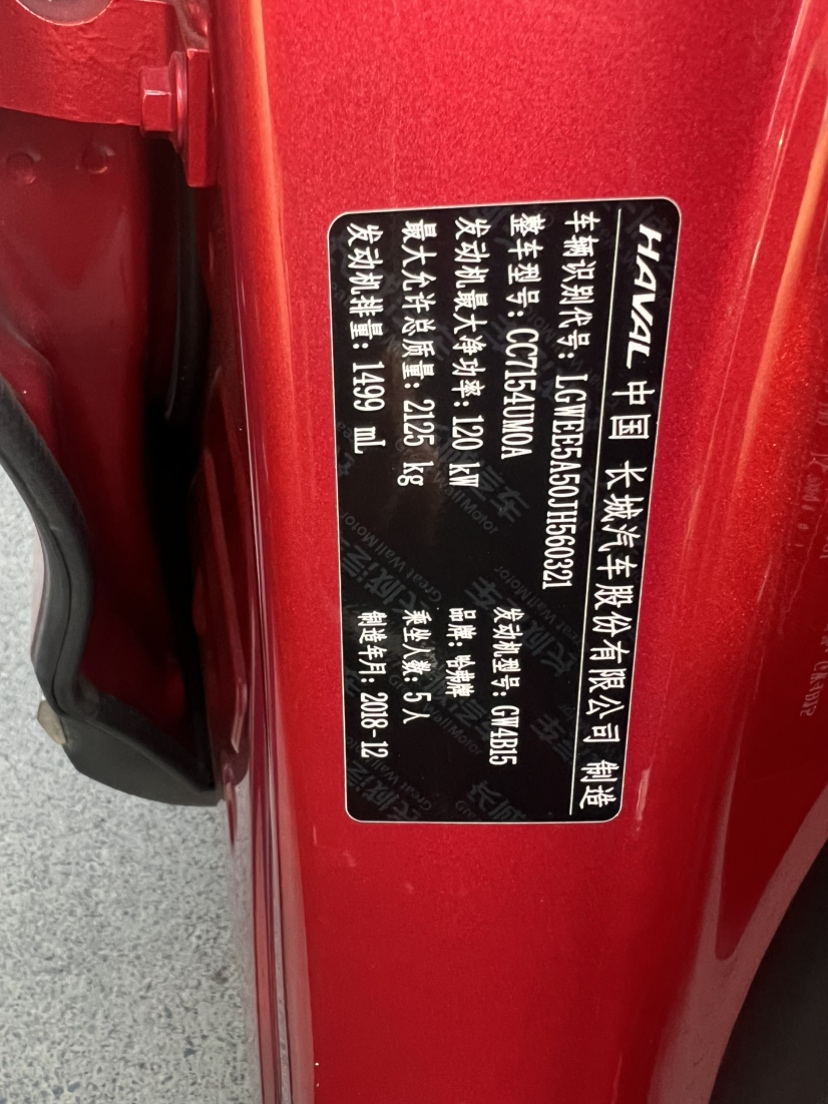 HAVAL 中国 长城汽车股份有限公司 制造
车辆识别代号：LGWEE5A50JH560321
整车型号：CC7154UM0A 发动机型号：GW4B15
发动机最大净功率：120 kW 品牌：哈弗牌
最大允许总质量：2125 kg 乘坐人数：5人
发动机排量：1499 mL 制造年月：2018-12